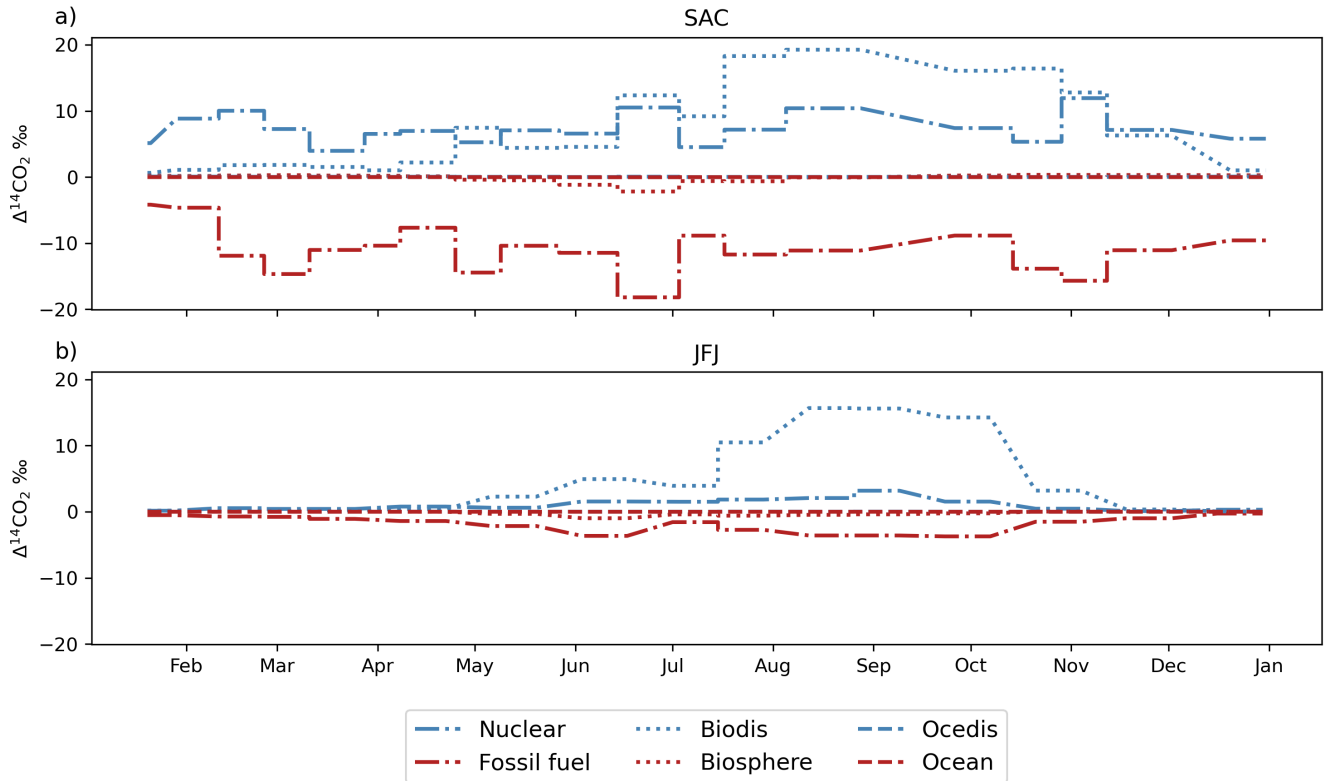 a)
SAC
20
10
0
−10
−20
Δ¹⁴CO₂ ‰
b)
JFJ
20
10
0
−10
−20
Δ¹⁴CO₂ ‰
Feb Mar Apr May Jun Jul Aug Sep Oct Nov Dec Jan
Nuclear Biodis Ocedis
Fossil fuel Biosphere Ocean